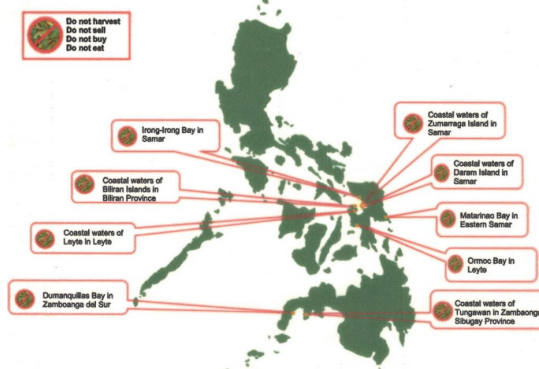 Do not harvest
Do not sell
Do not buy
Do not eat
Irong-Irong Bay in
Samar
Coastal waters of
Biliran Islands in
Biliran Province
Coastal waters of
Leyte in Leyte
Dumanquillas Bay in
Zamboanga del Sur
Coastal waters of
Zumarraga Island in
Samar
Coastal waters of
Daram Island in
Samar
Matarinao Bay in
Eastern Samar
Ormoc Bay in
Leyte
Coastal waters of
Tungawan in Zambaonga
Sibugay Province